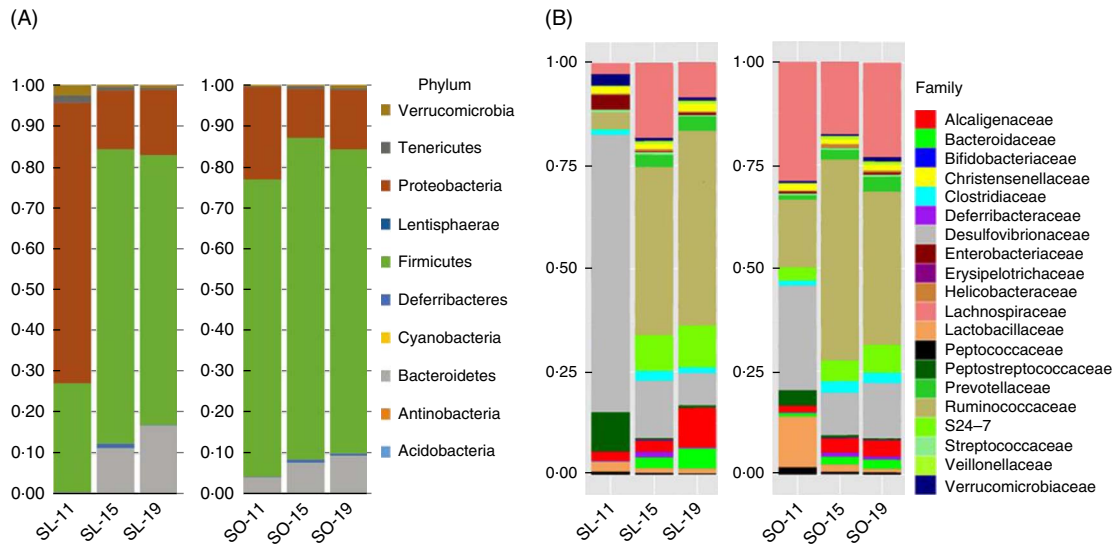 (A)
(B)
1·00
0·90
0·80
0·70
0·60
0·50
0·40
0·30
0·20
0·10
0·00
SL-11
SL-15
SL-19
1·00
0·90
0·80
0·70
0·60
0·50
0·40
0·30
0·20
0·10
0·00
SO-11
SO-15
SO-19
Phylum
Verrucomicrobia
Tenericutes
Proteobacteria
Lentisphaerae
Firmicutes
Deferribacteres
Cyanobacteria
Bacteroidetes
Antinobacteria
Acidobacteria
1·00
0·75
0·50
0·25
0·00
SL-11
SL-15
SL-19
1·00
0·75
0·50
0·25
0·00
SO-11
SO-15
SO-19
Family
Alcaligenaceae
Bacteroidaceae
Bifidobacteriaceae
Christensenellaceae
Clostridiaceae
Deferribacteraceae
Desulfovibrionaceae
Enterobacteriaceae
Erysipelotrichaceae
Helicobacteraceae
Lachnospiraceae
Lactobacillaceae
Peptococcaceae
Peptostreptococcaceae
Prevotellaceae
Ruminococcaceae
S24–7
Streptococcaceae
Veillonellaceae
Verrucomicrobiaceae